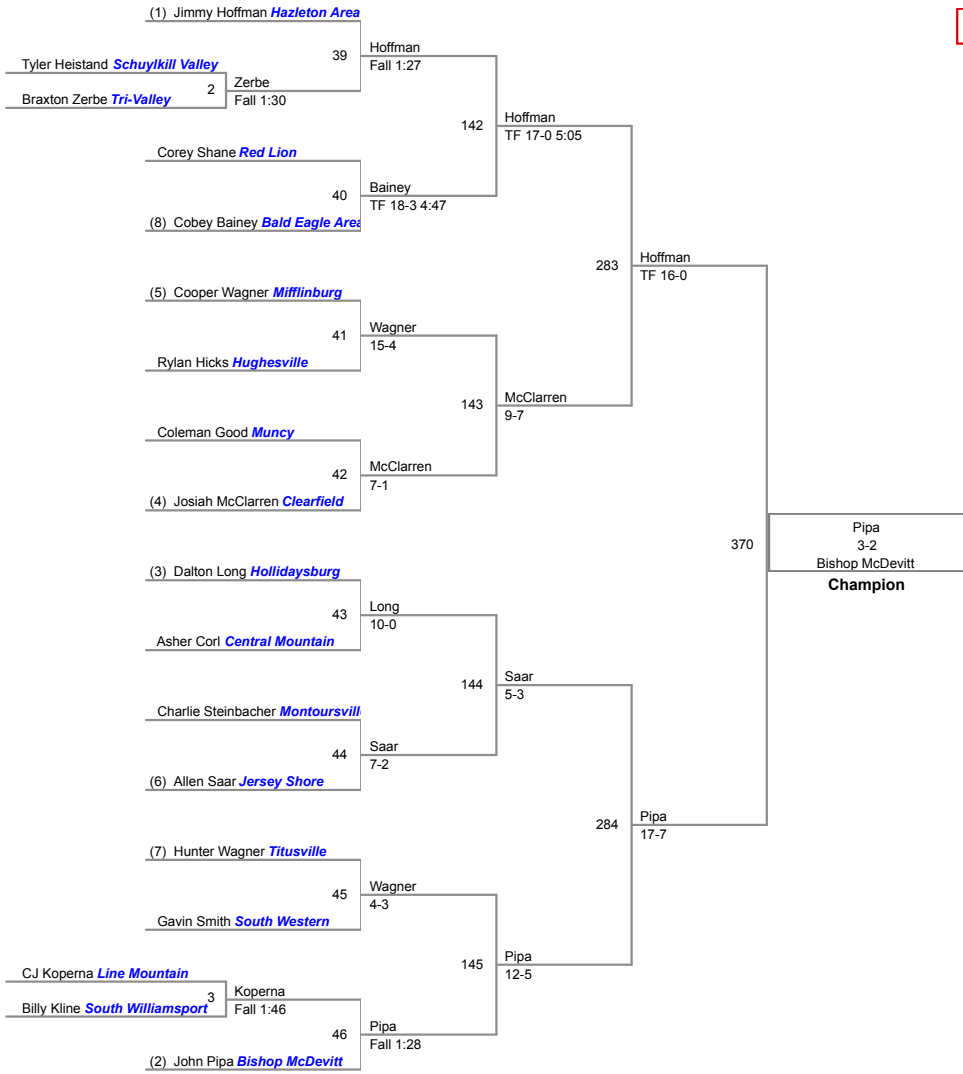 (1) Jimmy Hoffman Hazleton Area
39
Hoffman
Fall 1:27
Tyler Heistand Schuylkill Valley
2
Zerbe
Fall 1:30
Braxton Zerbe Tri-Valley
142
Hoffman
TF 17-0 5:05
Corey Shane Red Lion
40
Bainey
TF 18-3 4:47
(8) Cobey Bainey Bald Eagle Area
283
Hoffman
TF 16-0
(5) Cooper Wagner Mifflinburg
41
Wagner
15-4
Rylan Hicks Hughesville
143
McClarren
9-7
Coleman Good Muncy
42
McClarren
7-1
(4) Josiah McClarren Clearfield
370
Pipa
3-2
Bishop McDevitt
Champion
(3) Dalton Long Hollidaysburg
43
Long
10-0
Asher Corl Central Mountain
144
Saar
5-3
Charlie Steinbacher Montoursvill
44
Saar
7-2
(6) Allen Saar Jersey Shore
284
Pipa
17-7
(7) Hunter Wagner Titusville
45
Wagner
4-3
Gavin Smith South Western
145
Pipa
12-5
CJ Koperna Line Mountain
3
Koperna
Fall 1:46
Billy Kline South Williamsport
46
Pipa
Fall 1:28
(2) John Pipa Bishop McDevitt